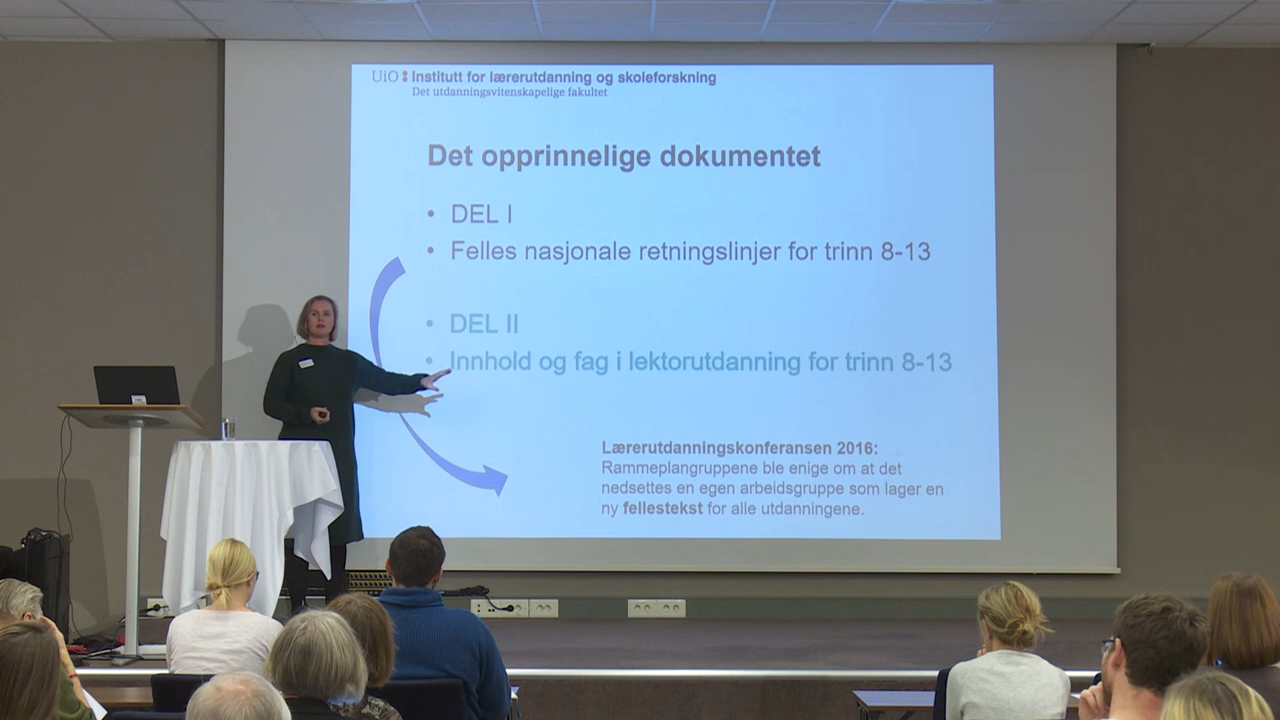 UiO Institutt for lærerutdanning og skoleforskning
Det utdanningsvitenskapelige fakultet
Det opprinnelige dokumentet
• DEL I
• Felles nasjonale retningslinjer for trinn 8-13
• DEL II
• Innhold og fag i lektorutdanning for trinn 8-13
Lærerutdanningskonferansen 2016:
Rammeplangruppene ble enige om at det
nedsettes en egen arbeidsgruppe som lager en
ny fellestekst for alle utdanningene.